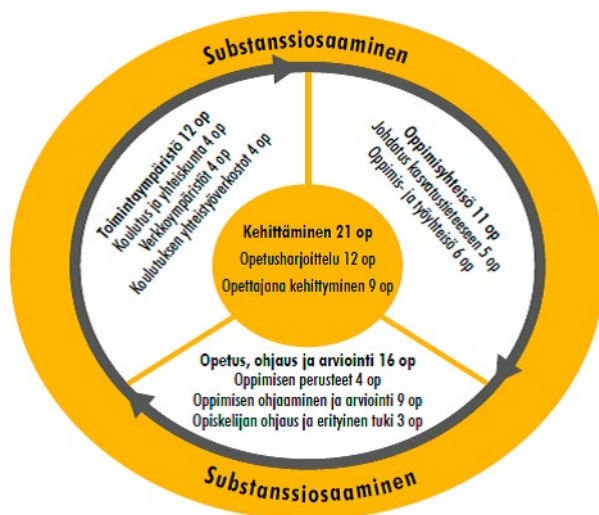 Substanssiosaaminen
Toimintaympäristö 12 op
Koulutus ja yhteiskunta 4 op
Verkkoympäristöt 4 op
Koulutuksen yhteistyöverkostot 4 op
Oppimisyhteisö 11 op
Johdatus kasvatustieteeseen 5 op
Oppimis- ja työyhteisö 6 op
Kehittäminen 21 op
Opetusharjoittelu 12 op
Opettajana kehittyminen 9 op
Opetus, ohjaus ja arviointi 16 op
Oppimisen perusteet 4 op
Oppimisen ohjaaminen ja arviointi 9 op
Opiskelijan ohjaus ja erityinen tuki 3 op
Substanssiosaaminen